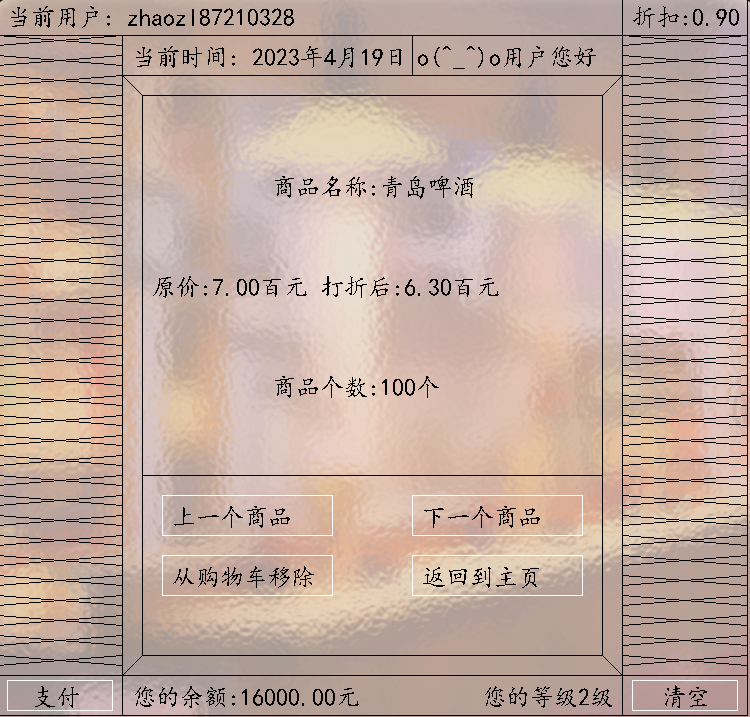 当前用户: zhaozl87210328 折扣:0.90
当前时间: 2023年4月19日 o(^_^)o用户您好
商品名称:青岛啤酒
原价:7.00百元 打折后:6.30百元
商品个数:100个
上一个商品 下一个商品
从购物车移除 返回到主页
支付 您的余额:16000.00元 您的等级2级 清空